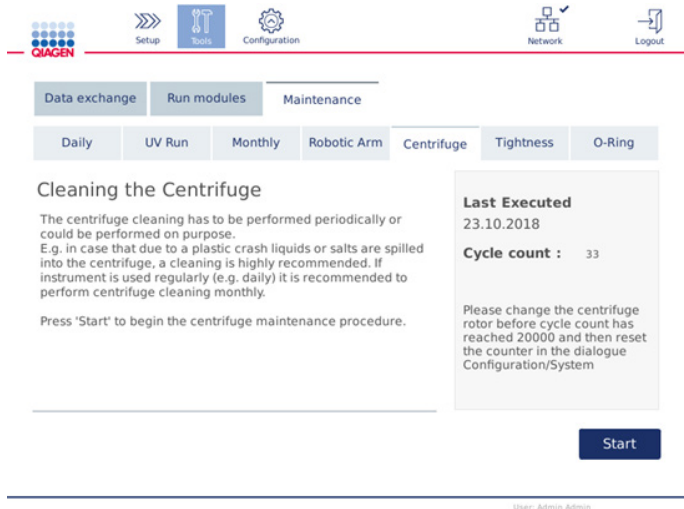 QIAGEN
Setup
Tools
Configuration
Network
Logout
Data exchange
Run modules
Maintenance
Daily
UV Run
Monthly
Robotic Arm
Centrifuge
Tightness
O-Ring
Cleaning the Centrifuge
The centrifuge cleaning has to be performed periodically or
could be performed on purpose.
E.g. in case that due to a plastic crash liquids or salts are spilled
into the centrifuge, a cleaning is highly recommended. If
instrument is used regularly (e.g. daily) it is recommended to
perform centrifuge cleaning monthly.
Press 'Start' to begin the centrifuge maintenance procedure.
Last Executed
23.10.2018
Cycle count : 33
Please change the centrifuge
rotor before cycle count has
reached 20000 and then reset
the counter in the dialogue
Configuration/System
Start
User: Admin Admin